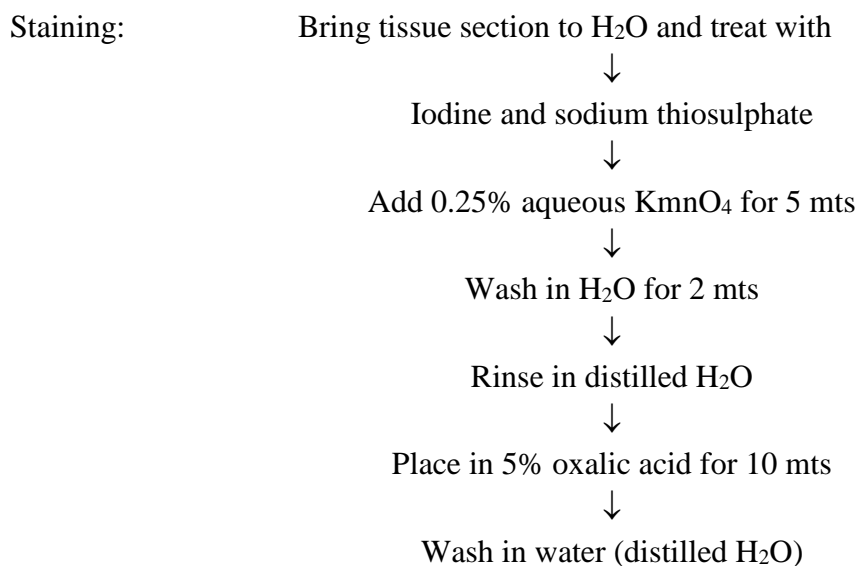 Staining: Bring tissue section to H₂O and treat with
↓
Iodine and sodium thiosulphate
↓
Add 0.25% aqueous KmnO₄ for 5 mts
↓
Wash in H₂O for 2 mts
↓
Rinse in distilled H₂O
↓
Place in 5% oxalic acid for 10 mts
↓
Wash in water (distilled H₂O)